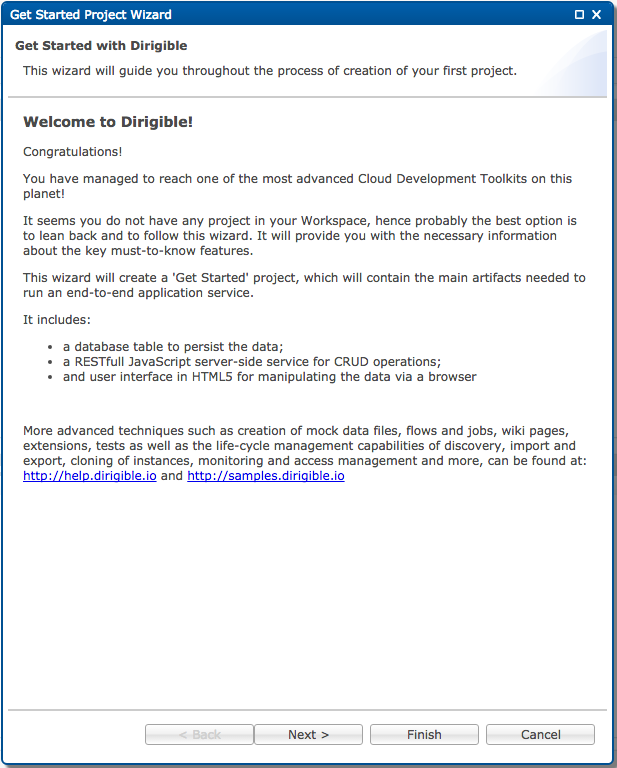 Get Started Project Wizard
Get Started with Dirigible
This wizard will guide you throughout the process of creation of your first project.
Welcome to Dirigible!
Congratulations!
You have managed to reach one of the most advanced Cloud Development Toolkits on this
planet!
It seems you do not have any project in your Workspace, hence probably the best option is
to lean back and to follow this wizard. It will provide you with the necessary information
about the key must-to-know features.
This wizard will create a 'Get Started' project, which will contain the main artifacts needed to
run an end-to-end application service.
It includes:
• a database table to persist the data;
• a RESTfull JavaScript server-side service for CRUD operations;
• and user interface in HTML5 for manipulating the data via a browser
More advanced techniques such as creation of mock data files, flows and jobs, wiki pages,
extensions, tests as well as the life-cycle management capabilities of discovery, import and
export, cloning of instances, monitoring and access management and more, can be found at:
http://help.dirigible.io and http://samples.dirigible.io
< Back Next > Finish Cancel